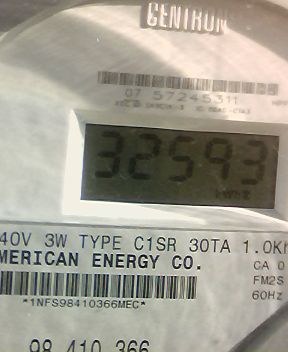 CENTRON
07 57245311
32593
kWh
40V 3W TYPE C1SR 30TA 1.0Kh
MERICAN ENERGY CO.
CA 0
FM2S
*1NFS98410366MEC*
60Hz
98 410 366